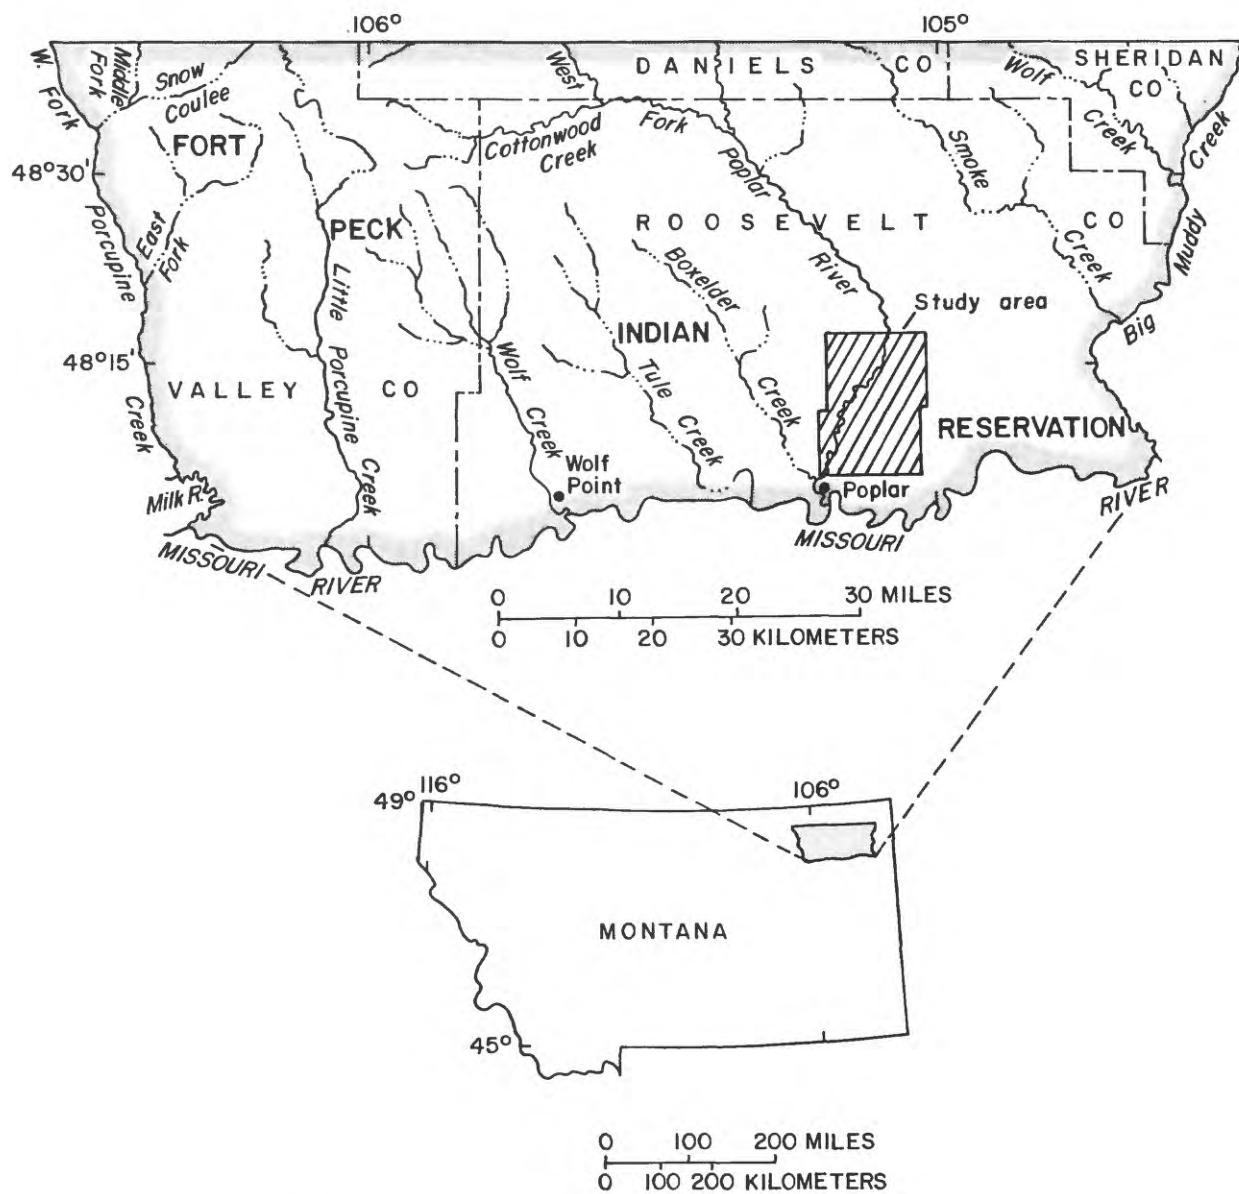 106°
105°
W. Fork
Middle Fork
Snow
Coulee
West
DANIELS CO
Wolf
Creek
SHERIDAN
CO
Creek
FORT
Cottonwood
Creek
Fork
Poplar
Smoke
48°30'
Porcupine
East
Fork
PECK
ROOSEVELT
CO
Muddy
Little
Boxelder
River
Creek
Study area
Big
48°15'
VALLEY CO
Porcupine
Wolf
INDIAN
Tule
Creek
Creek
Creek
Creek
Creek
RESERVATION
Wolf
Point
Milk R.
Creek
Poplar
RIVER
MISSOURI
RIVER
MISSOURI
0 10 20 30 MILES
0 10 20 30 KILOMETERS
116°
49°
106°
MONTANA
45°
0 100 200 MILES
0 100 200 KILOMETERS